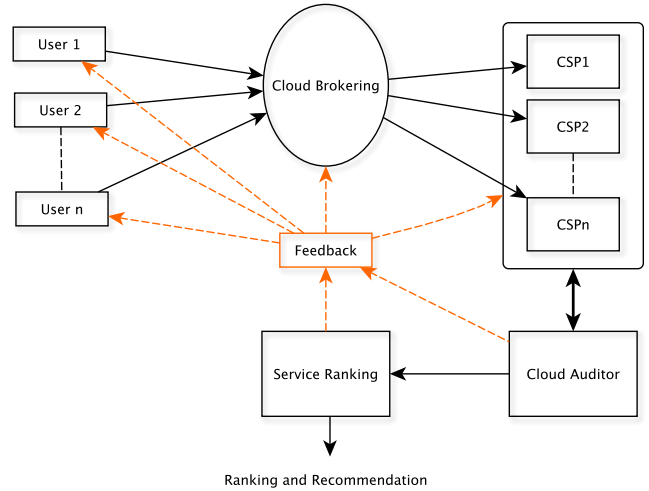 User 1
Cloud Brokering
CSP1
User 2
CSP2
User n
CSPn
Feedback
Service Ranking
Cloud Auditor
Ranking and Recommendation